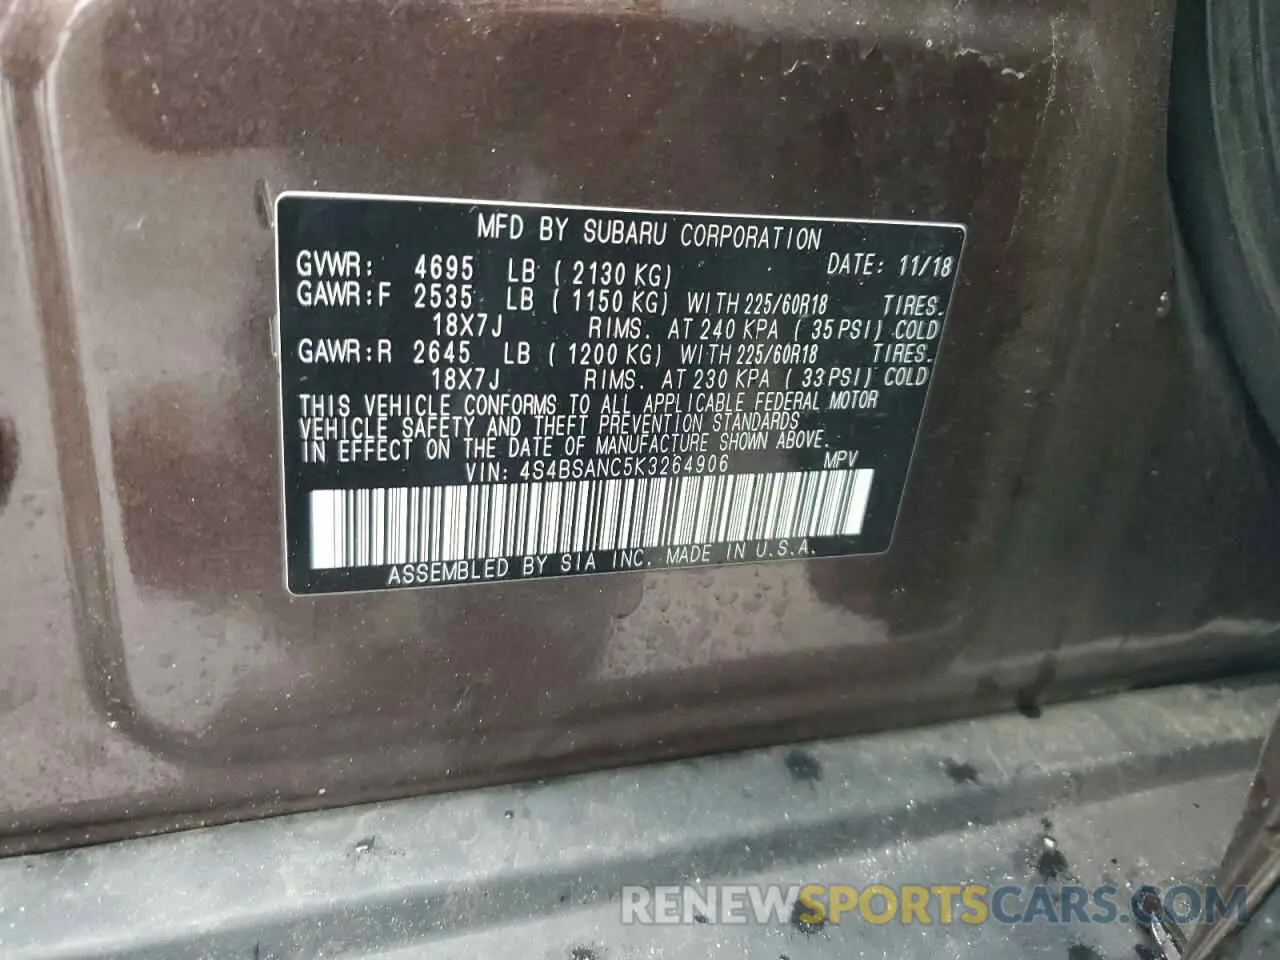 MFD BY SUBARU CORPORATION
GVWR: 4695 LB ( 2130 KG) DATE: 11/18
GAWR:F 2535 LB ( 1150 KG) WITH 225/60R18 TIRES.
18X7J RIMS. AT 240 KPA ( 35 PSI) COLD
GAWR:R 2645 LB ( 1200 KG) WITH 225/60R18 TIRES.
18X7J RIMS. AT 230 KPA ( 33 PSI) COLD
THIS VEHICLE CONFORMS TO ALL APPLICABLE FEDERAL MOTOR
VEHICLE SAFETY AND THEFT PREVENTION STANDARDS
IN EFFECT ON THE DATE OF MANUFACTURE SHOWN ABOVE.
VIN: 4S4BSANC5K3264906 MPV
ASSEMBLED BY SIA INC. MADE IN U.S.A.
RENEWSPORTSCARS.COM